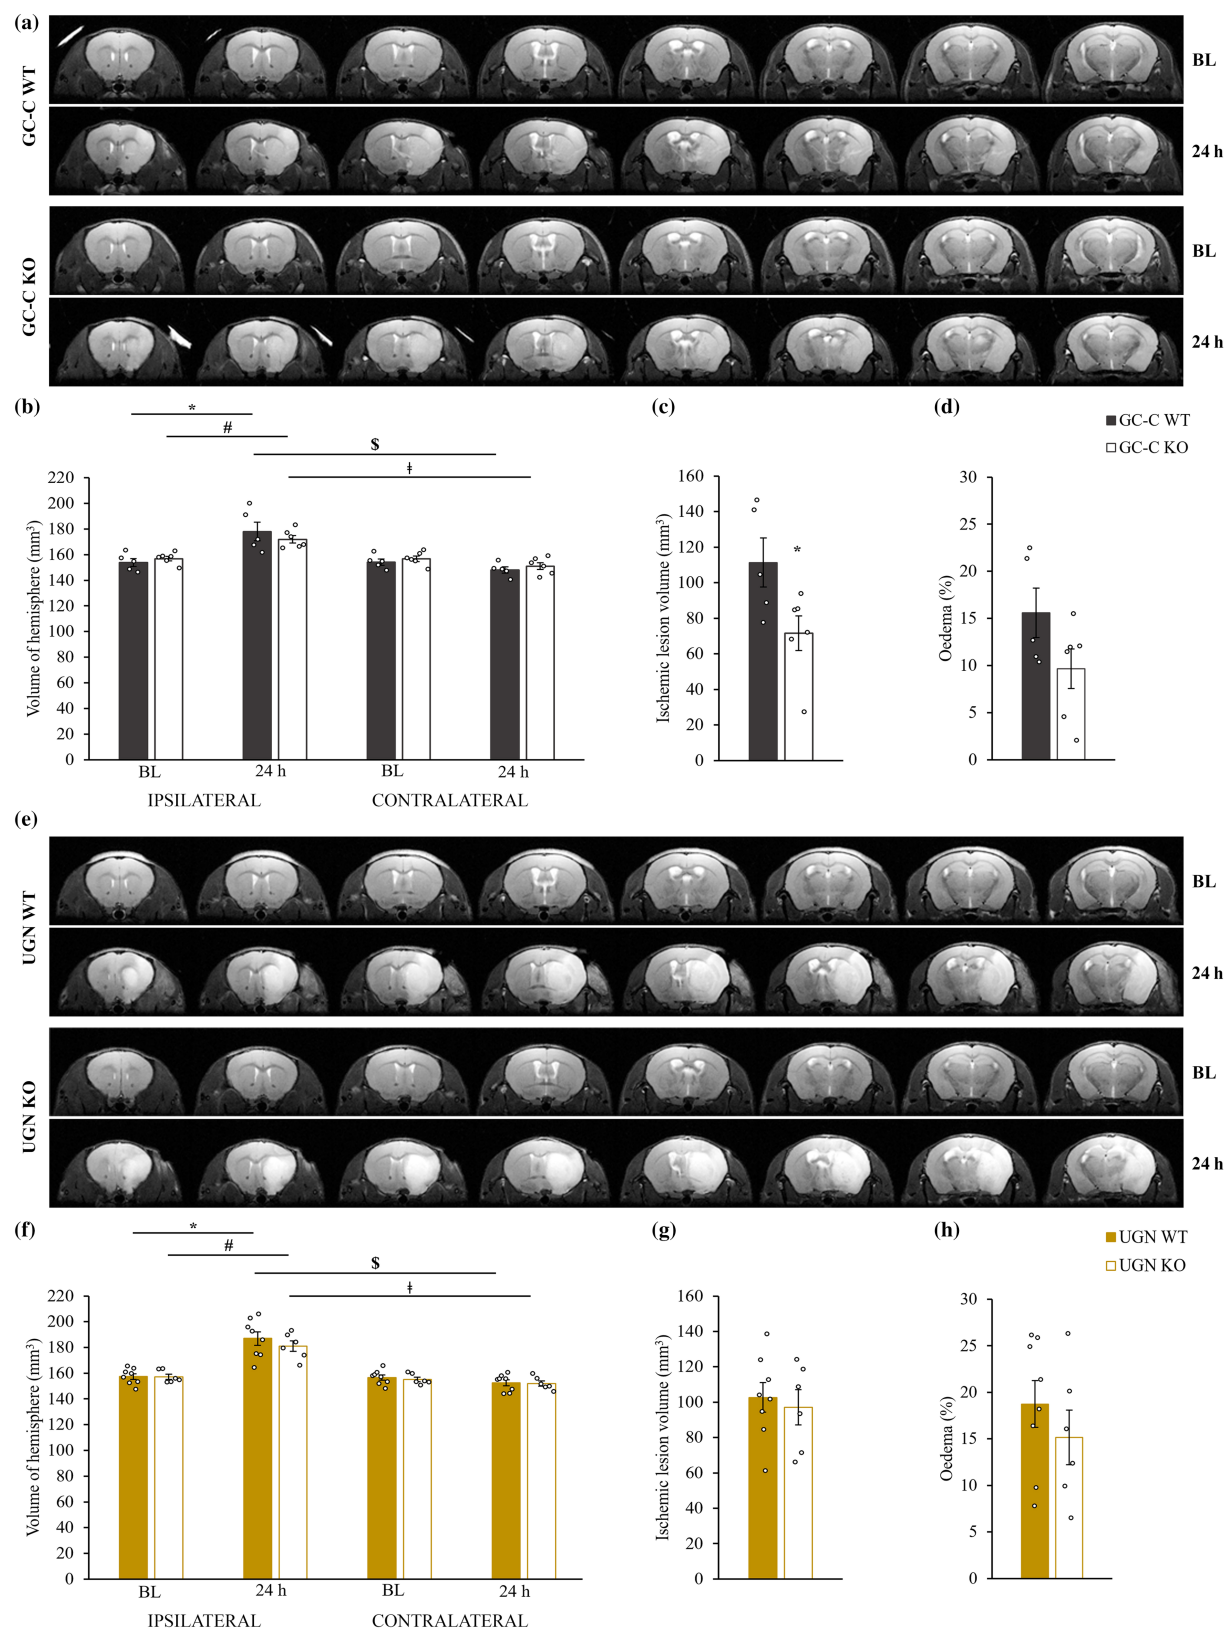 (a)
GC-C WT
BL
24 h
GC-C KO
BL
24 h
(b)
*
#
$
ǂ
Volume of hemisphere (mm³)
220
200
180
160
140
120
100
80
60
40
20
0
BL
24 h
BL
24 h
IPSILATERAL
CONTRALATERAL
(c)
Ischemic lesion volume (mm³)
160
140
120
100
80
60
40
20
0
*
(d)
GC-C WT
GC-C KO
Oedema (%)
30
25
20
15
10
5
0
(e)
UGN WT
BL
24 h
UGN KO
BL
24 h
(f)
*
#
$
ǂ
Volume of hemisphere (mm³)
220
200
180
160
140
120
100
80
60
40
20
0
BL
24 h
BL
24 h
IPSILATERAL
CONTRALATERAL
(g)
Ischemic lesion volume (mm³)
160
140
120
100
80
60
40
20
0
(h)
UGN WT
UGN KO
Oedema (%)
30
25
20
15
10
5
0